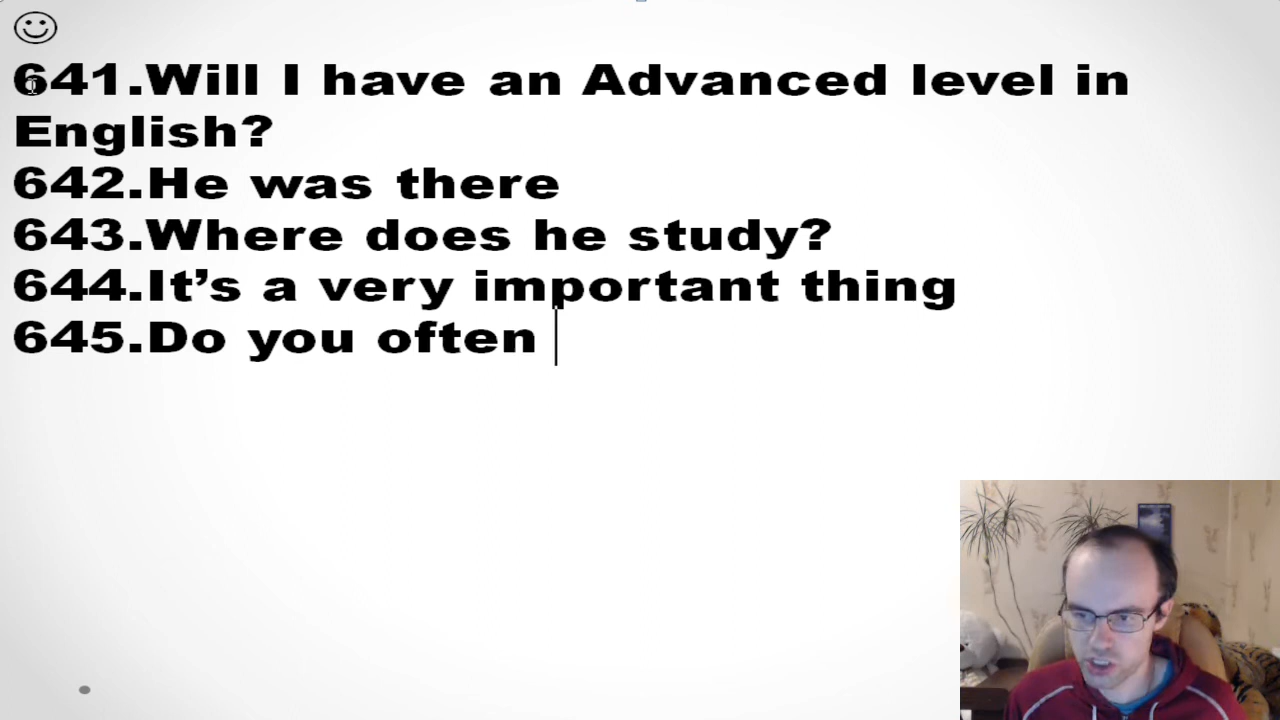 641.Will I have an Advanced level in
English?
642.He was there
643.Where does he study?
644.It’s a very important thing
645.Do you often